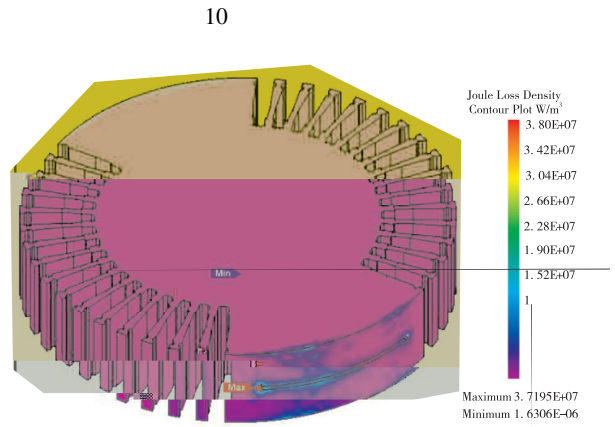 10
Joule Loss Density
Contour Plot W/m³
3. 80E+07
3. 42E+07
3. 04E+07
2. 66E+07
2. 28E+07
1. 90E+07
1. 52E+07
1
Min
Max
Maximum 3. 7195E+07
Minimum 1. 6306E-06